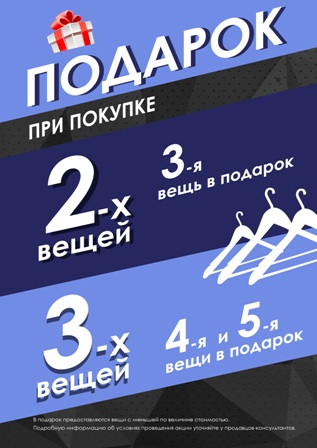 ПОДАРОК
ПРИ ПОКУПКЕ
2-х
вещей
3-я
вещь в подарок
3-х
вещей
4-я и 5-я
вещи в подарок
В подарок предоставляются вещи с меньшей по величине стоимостью.
Подробную информацию об условиях проведения акции уточняйте у продавцов-консультантов.